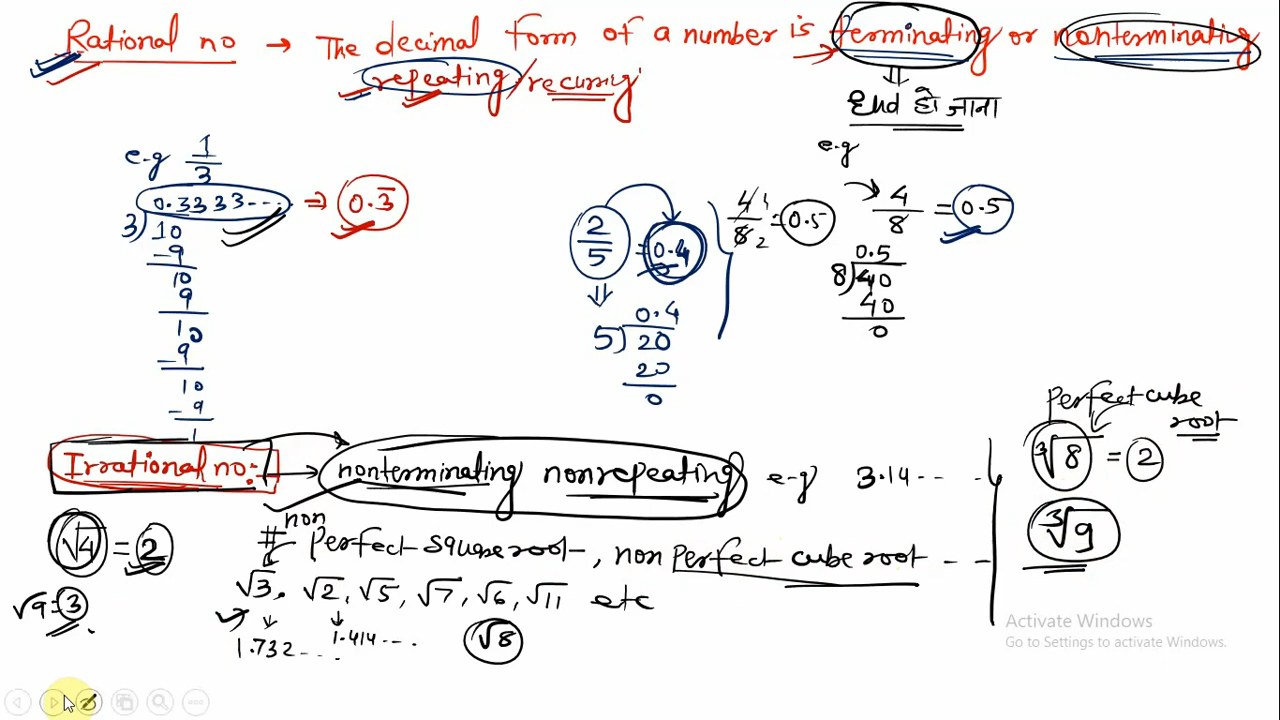 Rational no → The decimal form of a number is terminating or nonterminating
repeating/recurring
⇓
End हो जाना
e.g
e.g 1/3
0.3333... ⇒ 0.3̅
3)10
-9
10
9
10
-9
10
-9
1
2/5 = 0.4
⇓
0.4
5)20
20
0
4/8 = 0.5
1
2
4/8 = 0.5
0.5
8)40
40
0
Irrational no: → nonterminating nonrepeating e-g 3.14...
non
# Perfect square root, non perfect cube root ---
√4 = 2
√9=3
√3, √2, √5, √7, √6, √11 etc
1.732... 1.414...
√8
Perfect cube
root
∛8 = 2
∛9
Activate Windows
Go to Settings to activate Windows.